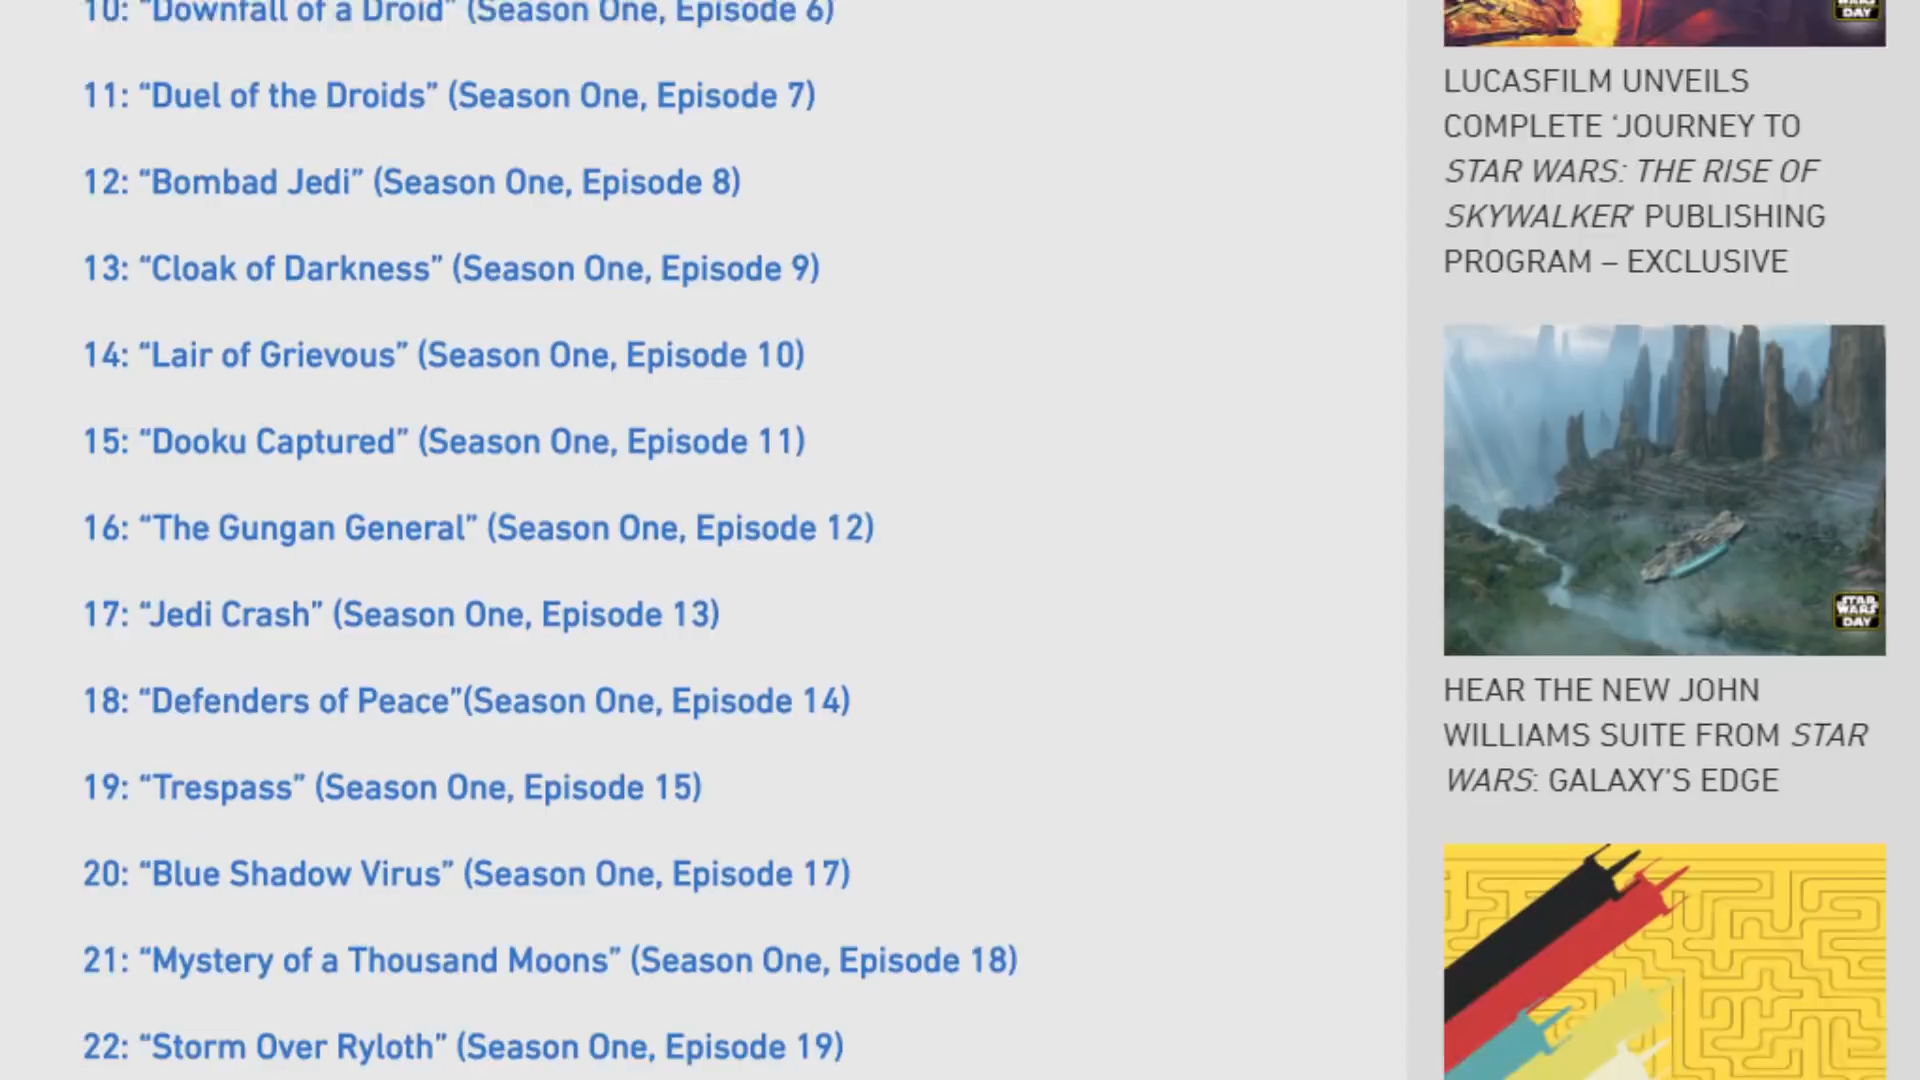 10: “Downfall of a Droid” (Season One, Episode 6)
11: “Duel of the Droids” (Season One, Episode 7)
12: “Bombad Jedi” (Season One, Episode 8)
13: “Cloak of Darkness” (Season One, Episode 9)
14: “Lair of Grievous” (Season One, Episode 10)
15: “Dooku Captured” (Season One, Episode 11)
16: “The Gungan General” (Season One, Episode 12)
17: “Jedi Crash” (Season One, Episode 13)
18: “Defenders of Peace”(Season One, Episode 14)
19: “Trespass” (Season One, Episode 15)
20: “Blue Shadow Virus” (Season One, Episode 17)
21: “Mystery of a Thousand Moons” (Season One, Episode 18)
22: “Storm Over Ryloth” (Season One, Episode 19)
DAY
LUCASFILM UNVEILS
COMPLETE ‘JOURNEY TO
STAR WARS: THE RISE OF
SKYWALKER’ PUBLISHING
PROGRAM – EXCLUSIVE
STAR
WARS
DAY
HEAR THE NEW JOHN
WILLIAMS SUITE FROM STAR
WARS: GALAXY’S EDGE